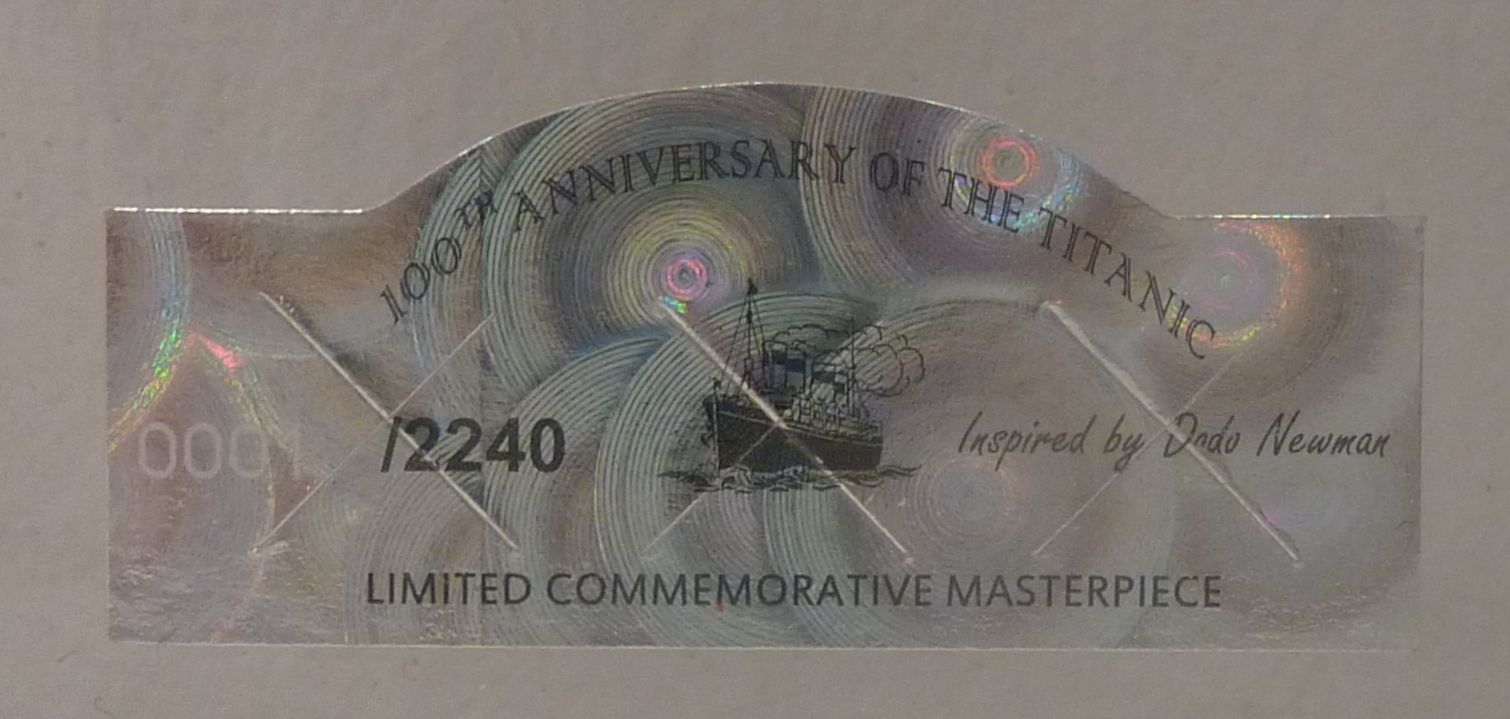 100TH ANNIVERSARY OF THE TITANIC
0001 /2240
Inspired by Dodo Newman
LIMITED COMMEMORATIVE MASTERPIECE